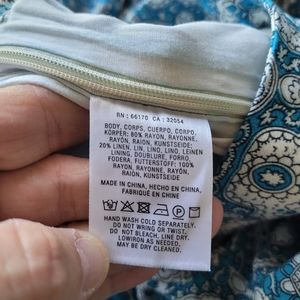 RN : 66170 CA : 32054
BODY, CORPS, CUERPO, CORPO,
KÖRPER: 80% RAYON, RAYONNE,
RAYÓN, RAION, KUNSTSEIDE:
20% LINEN, LIN, LINO, LINO, LEINEN
LINING, DOUBLURE, FORRO,
FODERA, FUTTERSTOFF: 100%
RAYON, RAYONNE, RAYÓN,
RAION, KUNSTSEIDE
MADE IN CHINA, HECHO EN CHINA,
FABRIQUÉ EN CHINE
HAND WASH COLD SEPARATELY.
DO NOT WRING OR TWIST.
DO NOT BLEACH. LINE DRY.
LOWIRON AS NEEDED.
MAY BE DRY CLEANED